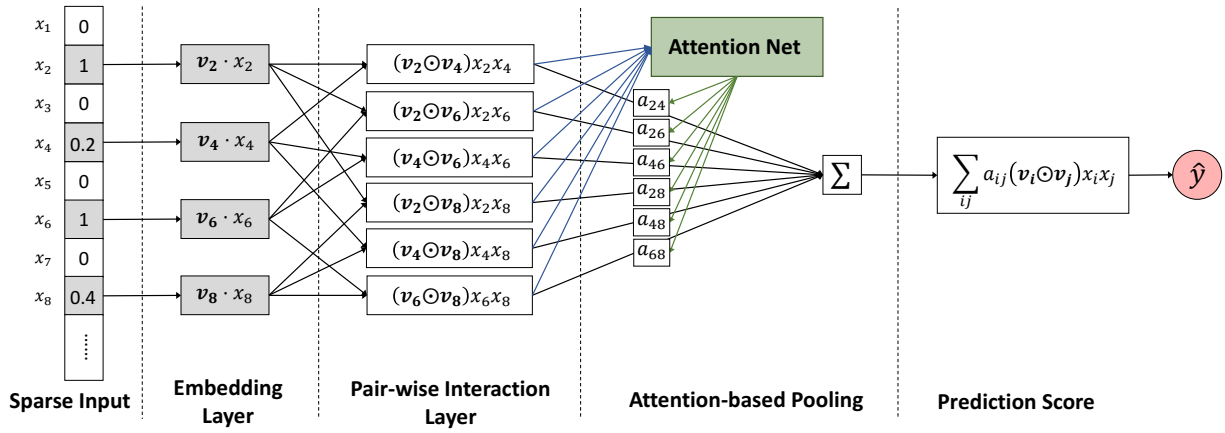 x₁ 0
x₂ 1
x₃ 0
x₄ 0.2
x₅ 0
x₆ 1
x₇ 0
x₈ 0.4
......
Sparse Input
v₂ · x₂
v₄ · x₄
v₆ · x₆
v₈ · x₈
Embedding
Layer
(v₂⊙v₄)x₂x₄
(v₂⊙v₆)x₂x₆
(v₄⊙v₆)x₄x₆
(v₂⊙v₈)x₂x₈
(v₄⊙v₈)x₄x₈
(v₆⊙v₈)x₆x₈
Pair-wise Interaction
Layer
Attention Net
a₂₄
a₂₆
a₄₆
a₂₈
a₄₈
a₆₈
∑
Attention-based Pooling
∑ᵢⱼ aᵢⱼ(vᵢ⊙vⱼ)xᵢxⱼ
ŷ
Prediction Score